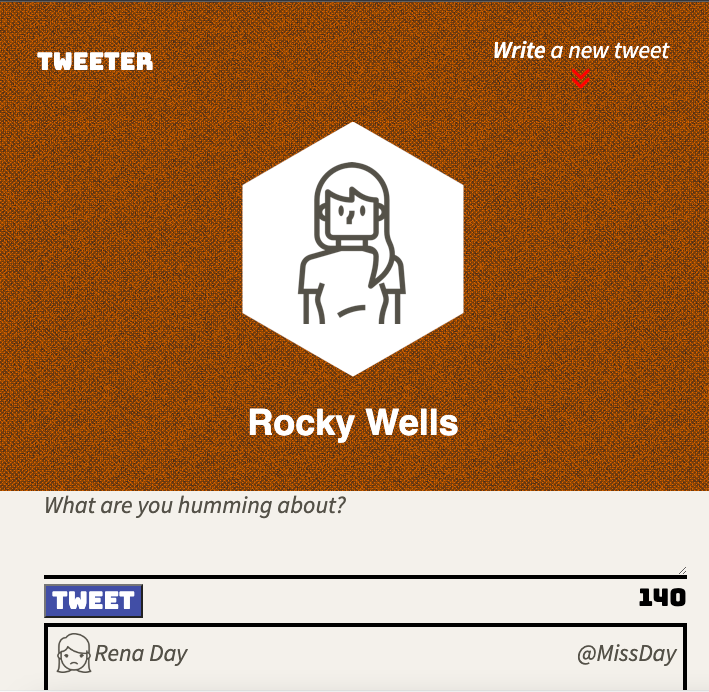 TWEETER
Write a new tweet
Rocky Wells
What are you humming about?
TWEET
140
Rena Day
@MissDay